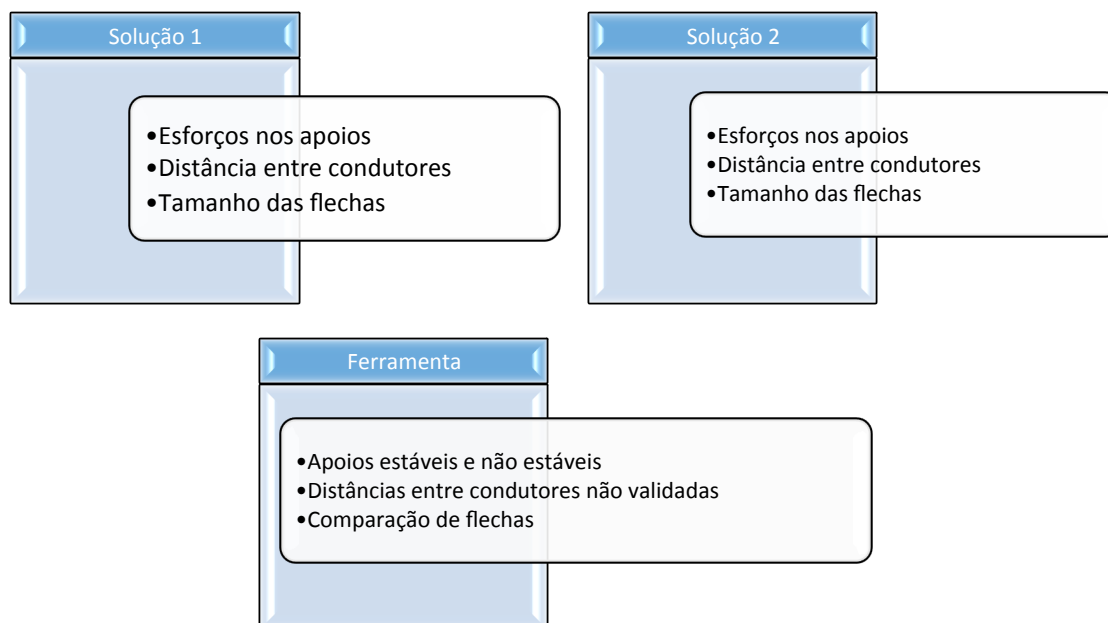 Solução 1
•Esforços nos apoios
•Distância entre condutores
•Tamanho das flechas
Solução 2
•Esforços nos apoios
•Distância entre condutores
•Tamanho das flechas
Ferramenta
•Apoios estáveis e não estáveis
•Distâncias entre condutores não validadas
•Comparação de flechas